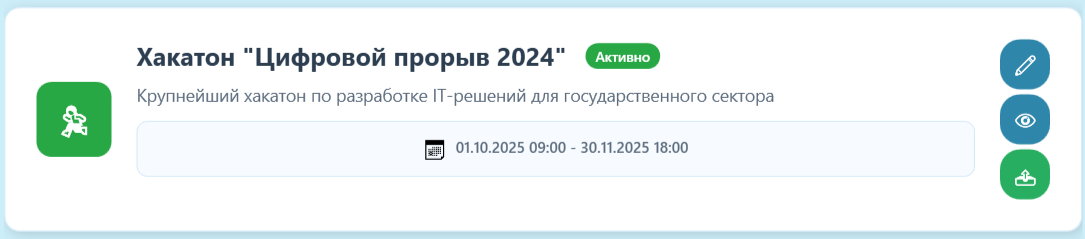 Хакатон "Цифровой прорыв 2024" Активно
Крупнейший хакатон по разработке IT-решений для государственного сектора
01.10.2025 09:00 - 30.11.2025 18:00